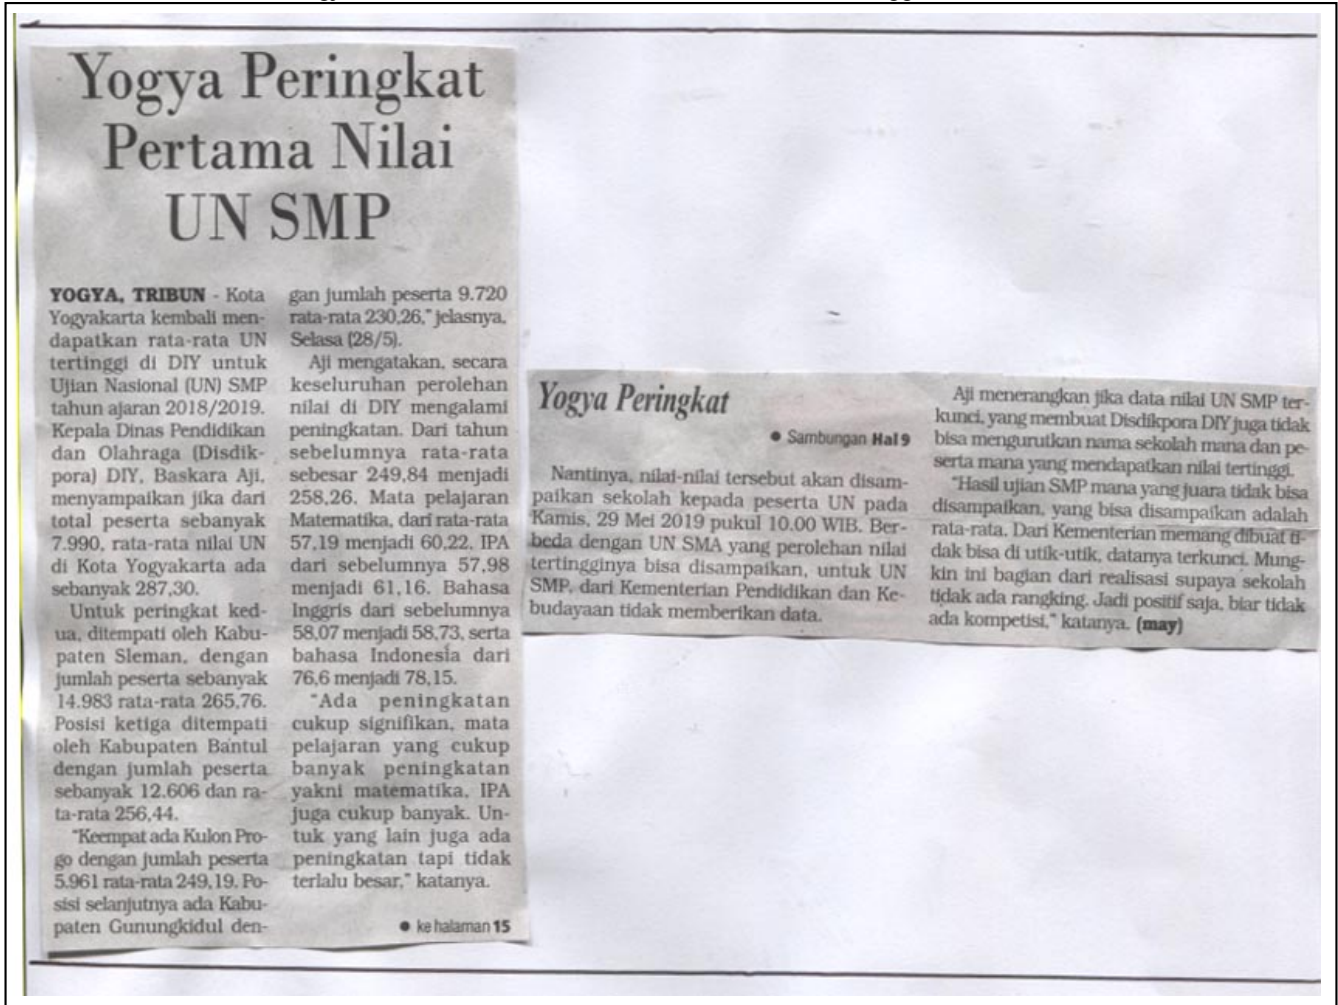 Yogya Peringkat
Pertama Nilai
UN SMP
YOGYA, TRIBUN - Kota
Yogyakarta kembali men-
dapatkan rata-rata UN
tertinggi di DIY untuk
Ujian Nasional (UN) SMP
tahun ajaran 2018/2019.
Kepala Dinas Pendidikan
dan Olahraga (Disdik-
pora) DIY, Baskara Aji,
menyampaikan jika dari
total peserta sebanyak
7.990, rata-rata nilai UN
di Kota Yogyakarta ada
sebanyak 287,30.
Untuk peringkat ked-
ua, ditempati oleh Kabu-
paten Sleman, dengan
jumlah peserta sebanyak
14.983 rata-rata 265,76.
Posisi ketiga ditempati
oleh Kabupaten Bantul
dengan jumlah peserta
sebanyak 12.606 dan ra-
ta-rata 256,44.
"Keempat ada Kulon Pro-
go dengan jumlah peserta
5.961 rata-rata 249,19. Po-
sisi selanjutnya ada Kabu-
paten Gunungkidul den-
gan jumlah peserta 9.720
rata-rata 230,26," jelasnya,
Selasa (28/5).
Aji mengatakan, secara
keseluruhan perolehan
nilai di DIY mengalami
peningkatan. Dari tahun
sebelumnya rata-rata
sebesar 249,84 menjadi
258,26. Mata pelajaran
Matematika, dari rata-rata
57,19 menjadi 60,22. IPA
dari sebelumnya 57,98
menjadi 61,16. Bahasa
Inggris dari sebelumnya
58,07 menjadi 58,73, serta
bahasa Indonesia dari
76,6 menjadi 78,15.
"Ada peningkatan
cukup signifikan, mata
pelajaran yang cukup
banyak peningkatan
yakni matematika, IPA
juga cukup banyak. Un-
tuk yang lain juga ada
peningkatan tapi tidak
terlalu besar," katanya.
● ke halaman 15
Yogya Peringkat
● Sambungan Hal 9
Nantinya, nilai-nilai tersebut akan disam-
paikan sekolah kepada peserta UN pada
Kamis, 29 Mei 2019 pukul 10.00 WIB. Ber-
beda dengan UN SMA yang perolehan nilai
tertingginya bisa disampaikan, untuk UN
SMP, dari Kementerian Pendidikan dan Ke-
budayaan tidak memberikan data.
Aji menerangkan jika data nilai UN SMP ter-
kunci, yang membuat Disdikpora DIY juga tidak
bisa mengurutkan nama sekolah mana dan pe-
serta mana yang mendapatkan nilai tertinggi.
"Hasil ujian SMP mana yang juara tidak bisa
disampaikan, yang bisa disampaikan adalah
rata-rata. Dari Kementerian memang dibuat ti-
dak bisa di utik-utik, datanya terkunci. Mung-
kin ini bagian dari realisasi supaya sekolah
tidak ada rangking. Jadi positif saja, biar tidak
ada kompetisi," katanya. (may)